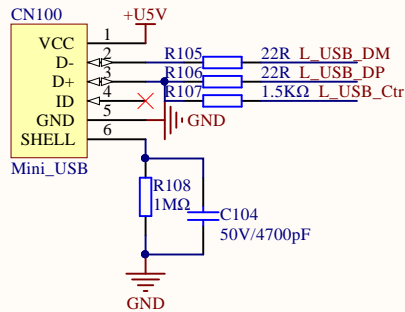 CN100
+U5V
VCC 1
D- 2 R105 22R L_USB_DM
D+ 3 R106 22R L_USB_DP
ID 4 R107 1.5KΩ L_USB_Ctr
GND 5 GND
SHELL 6
Mini_USB
R108
1MΩ
C104
50V/4700pF
GND